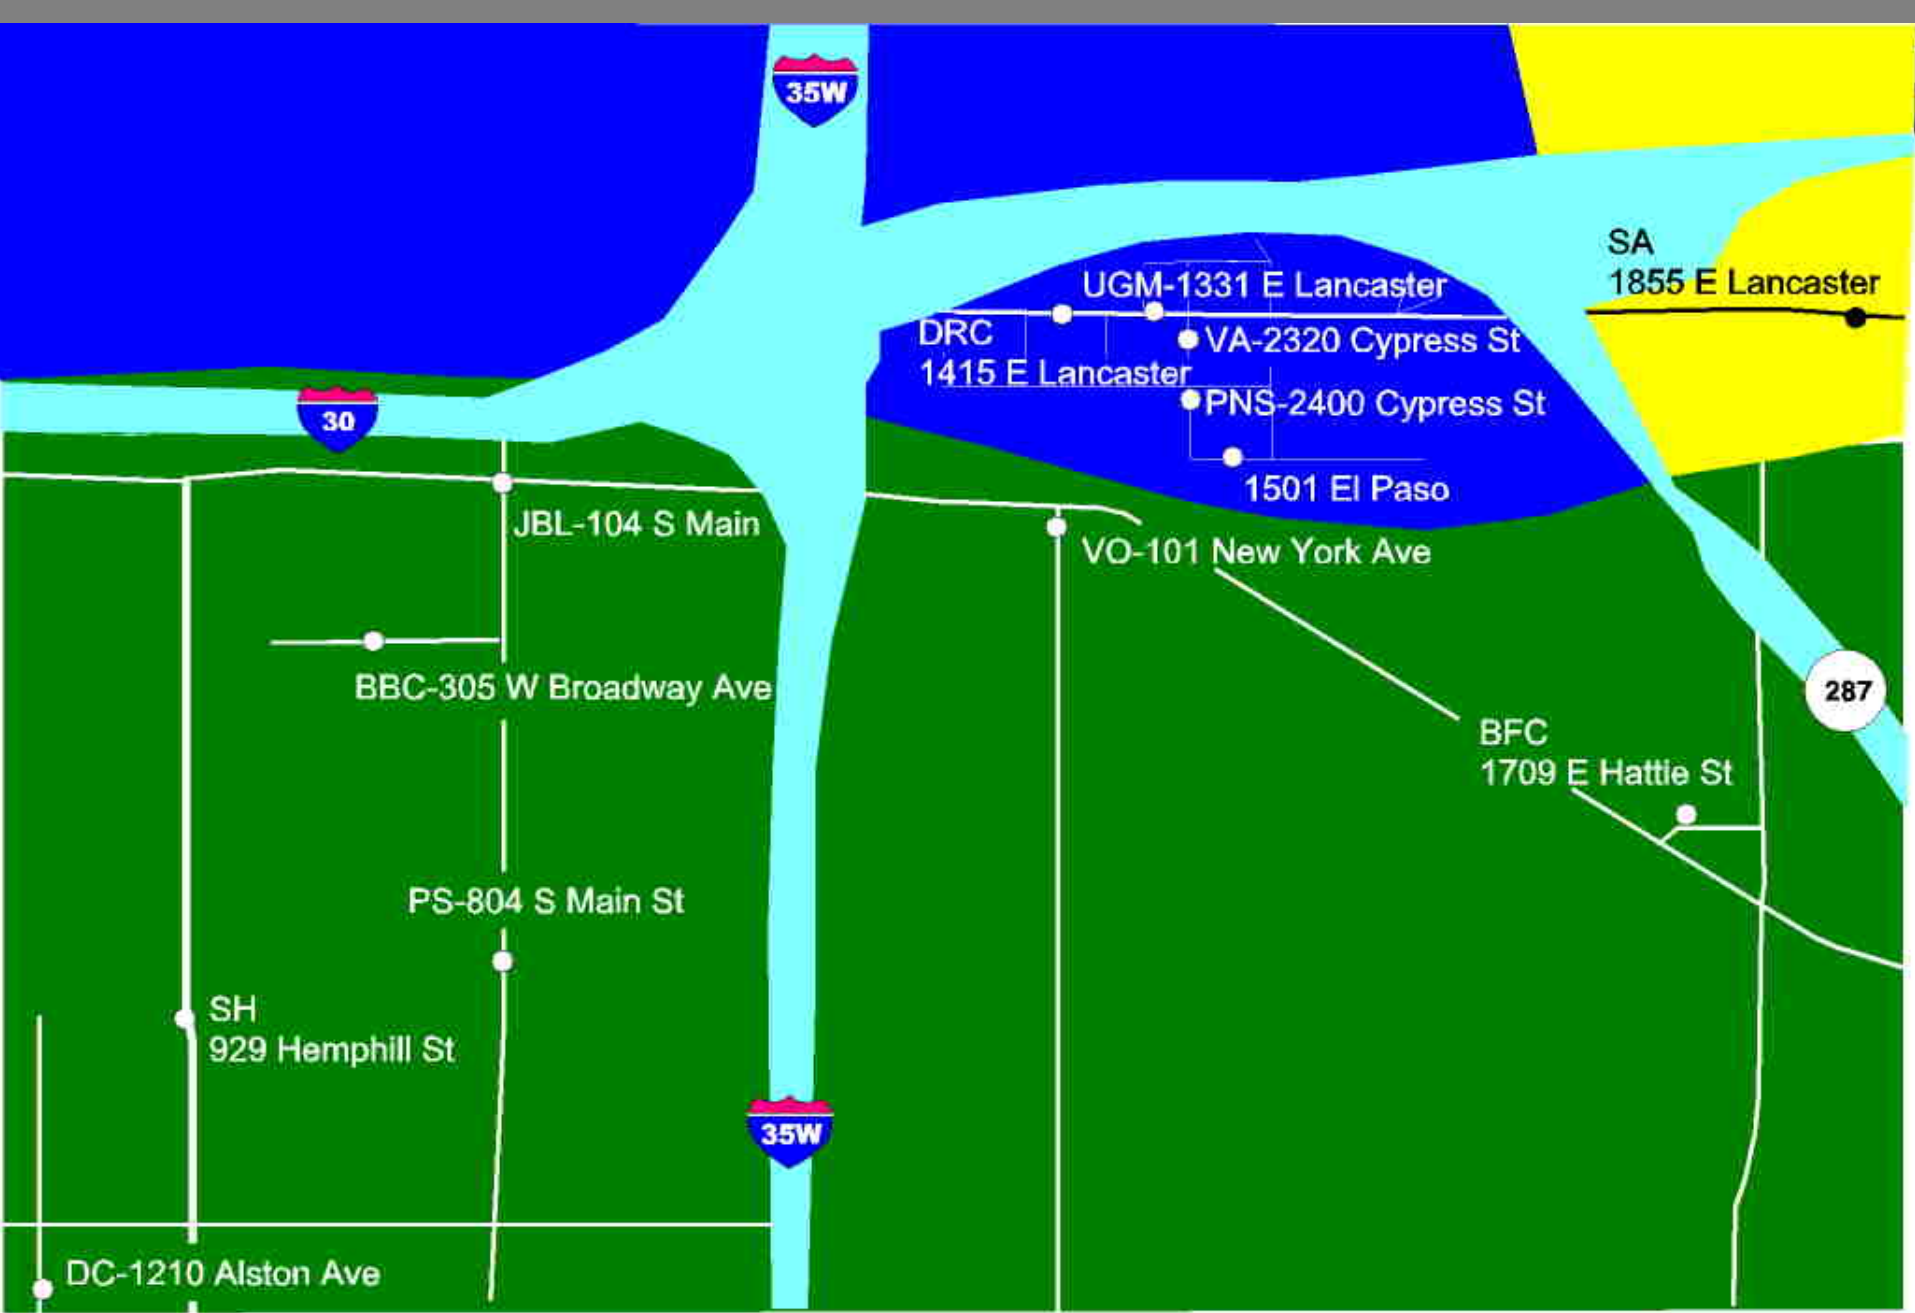 35W
SA
1855 E Lancaster
UGM-1331 E Lancaster
DRC
1415 E Lancaster
VA-2320 Cypress St
PNS-2400 Cypress St
30
1501 El Paso
JBL-104 S Main
VO-101 New York Ave
BBC-305 W Broadway Ave
287
BFC
1709 E Hattie St
PS-804 S Main St
SH
929 Hemphill St
35W
DC-1210 Alston Ave